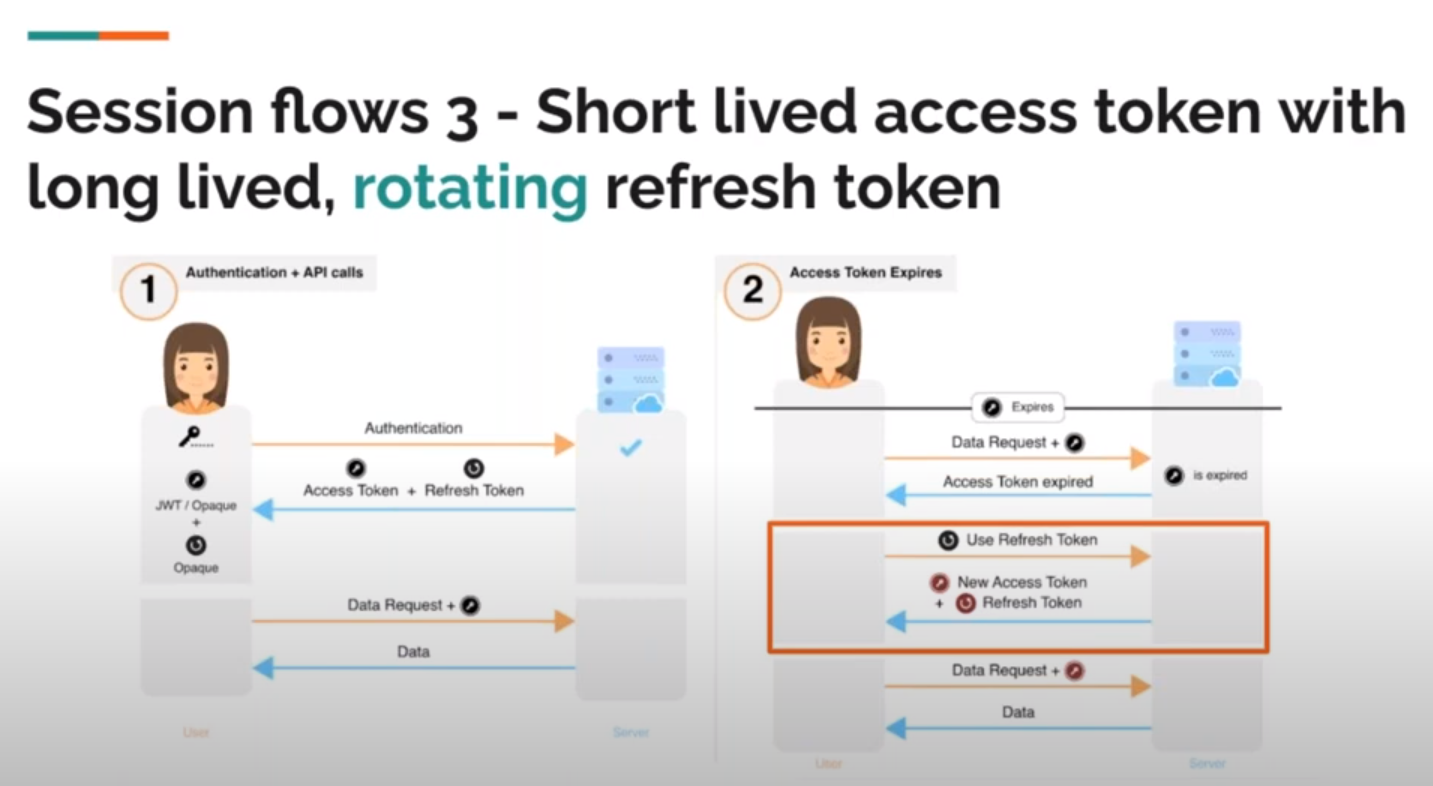 Session flows 3 - Short lived access token with
long lived, rotating refresh token
1
Authentication + API calls
Authentication
Access Token + Refresh Token
JWT / Opaque
+
Opaque
Data Request +
Data
User
Server
2
Access Token Expires
Expires
Data Request +
Access Token expired
is expired
Use Refresh Token
New Access Token
+ Refresh Token
Data Request +
Data
User
Server